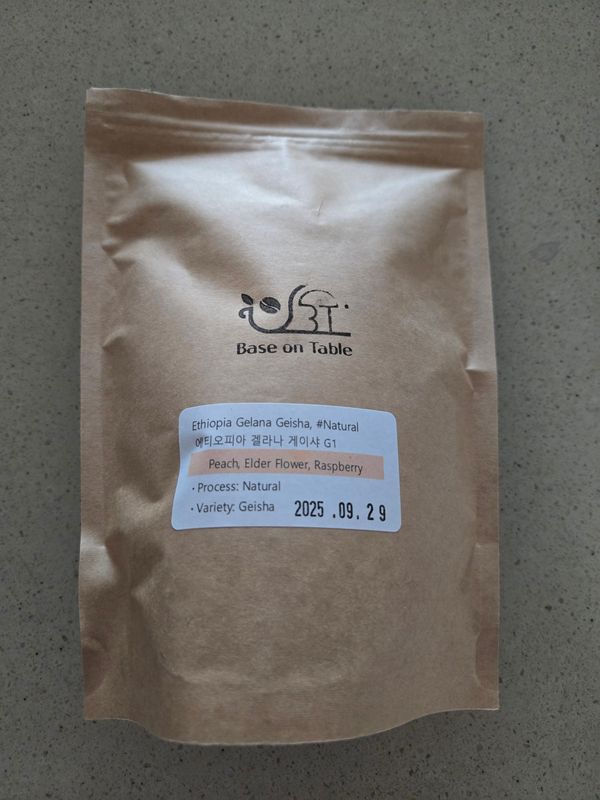 BT
Base on Table
Ethiopia Gelana Geisha, #Natural
에티오피아 겔라나 게이샤 G1
Peach, Elder Flower, Raspberry
· Process: Natural
· Variety: Geisha 2025 .09. 29